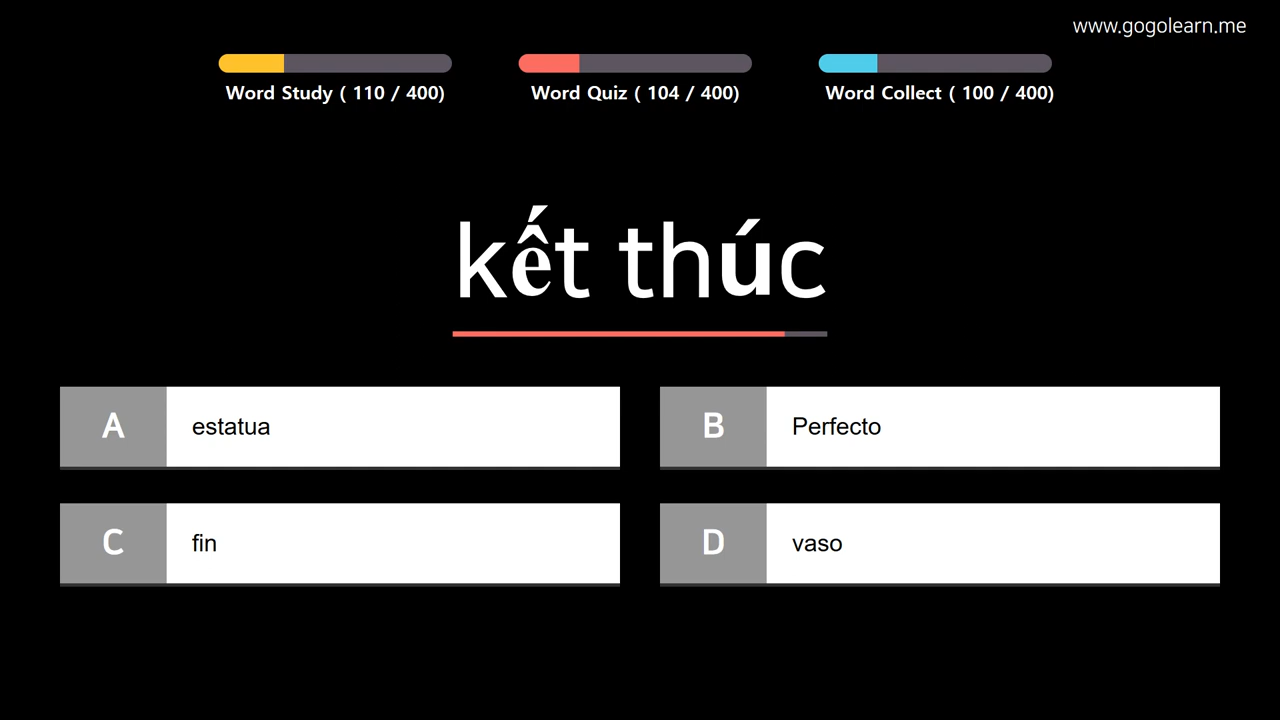 www.gogolearn.me
Word Study ( 110 / 400)
Word Quiz ( 104 / 400)
Word Collect ( 100 / 400)
kết thúc
A estatua
B Perfecto
C fin
D vaso